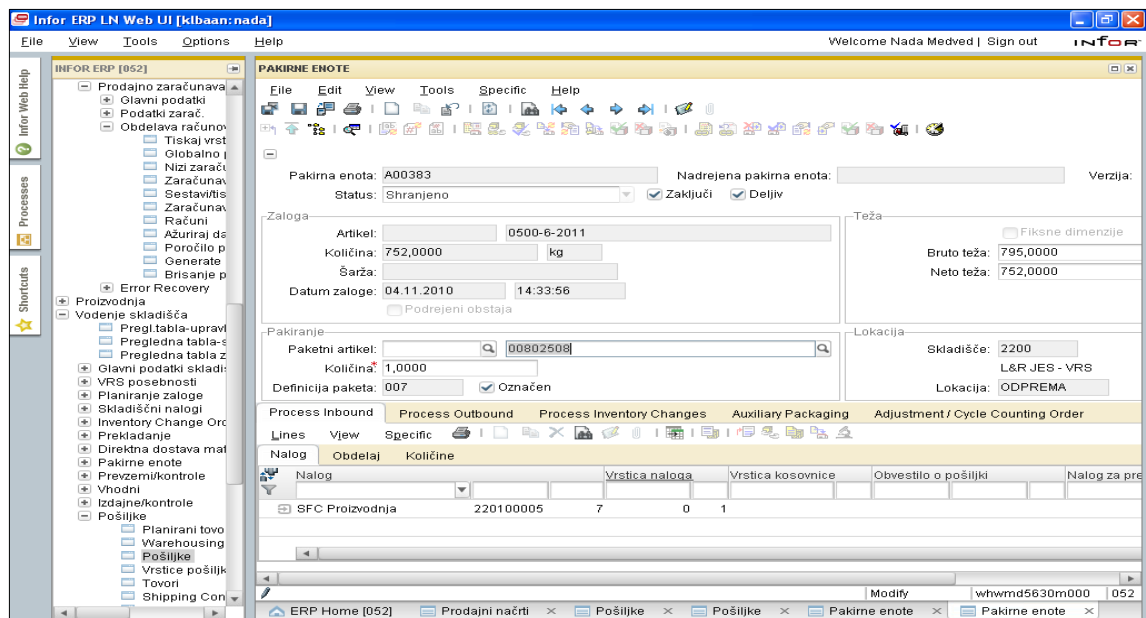 Infor ERP LN Web UI [klbaan:nada]
File View Tools Options Help Welcome Nada Medved | Sign out infor
Infor Web Help
Processes
Shortcuts
INFOR ERP [052]
Prodajno zaračunava
Glavni podatki
Podatki zarač.
Obdelava računov
Tiskaj vrst
Globalno
Nizi zaraču
Zaračunav
Sestavi/tis
Zaračunav
Računi
Ažuriraj da
Poročilo p
Generate
Brisanje p
Error Recovery
Proizvodnja
Vodenje skladišča
Pregl.tabla-upravl
Pregledna tabla-s
Pregledna tabla z
Glavni podatki skladi
VRS posebnosti
Planiranje zaloge
Skladiščni nalogi
Inventory Change Orc
Prekladanje
Direktna dostava mat
Pakirne enote
Prevzemi/kontrole
Vhodni
Izdajne/kontrole
Pošiljke
Planirani tovo
Warehousing
Pošiljke
Vrstice pošiljk
Tovori
Shipping Con
PAKIRNE ENOTE
File Edit View Tools Specific Help
Pakirna enota: A00383 Nadrejena pakirna enota: Verzija:
Status: Shranjeno Zaključi Deljiv
Zaloga
Artikel: 0500-6-2011
Količina: 752,0000 kg
Šarža:
Datum zaloge: 04.11.2010 14:33:56
Podrejeni obstaja
Teža
Fiksne dimenzije
Bruto teža: 795,0000
Neto teža: 752,0000
Pakiranje
Paketni artikel: 00802508
Količina:* 1,0000
Definicija paketa: 007 Označen
Lokacija
Skladišče: 2200
L&R JES - VRS
Lokacija: ODPREMA
Process Inbound Process Outbound Process Inventory Changes Auxiliary Packaging Adjustment / Cycle Counting Order
Lines View Specific
Nalog Obdelaj Količine
Nalog Vrstica naloga Vrstica kosovnice Obvestilo o pošiljki Nalog za pre
SFC Proizvodnja 220100005 7 0 1
Modify whwmd5630m000 052
ERP Home [052] Prodajni načrti Pošiljke Pošiljke Pakirne enote Pakirne enote